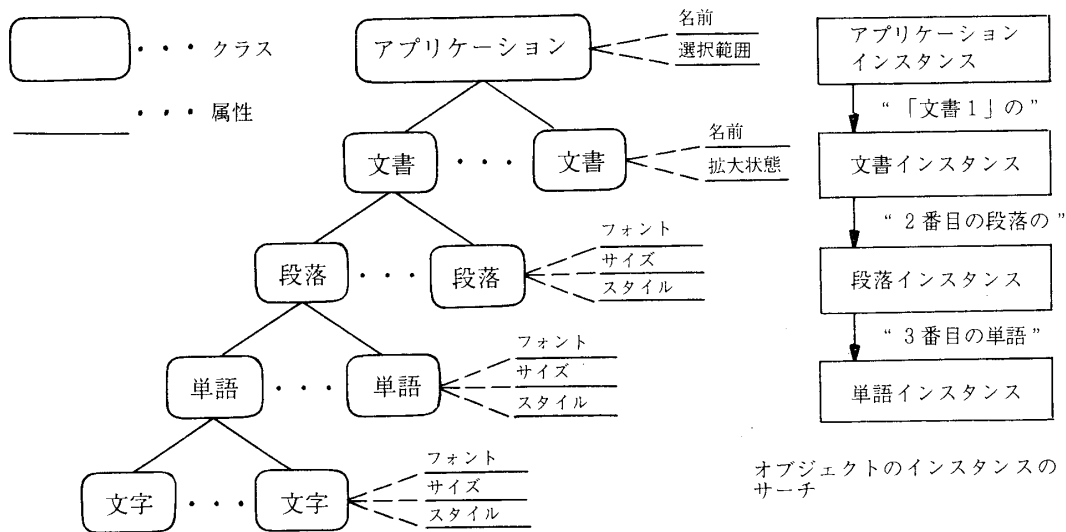 ・・・ クラス
・・・ 属性
アプリケーション
名前
選択範囲
文書 ・・・ 文書
名前
拡大状態
段落 ・・・ 段落
フォント
サイズ
スタイル
単語 ・・・ 単語
フォント
サイズ
スタイル
文字 ・・・ 文字
フォント
サイズ
スタイル
アプリケーション
インスタンス
“「文書1」の”
文書インスタンス
“2番目の段落の”
段落インスタンス
“3番目の単語”
単語インスタンス
オブジェクトのインスタンスの
サーチ